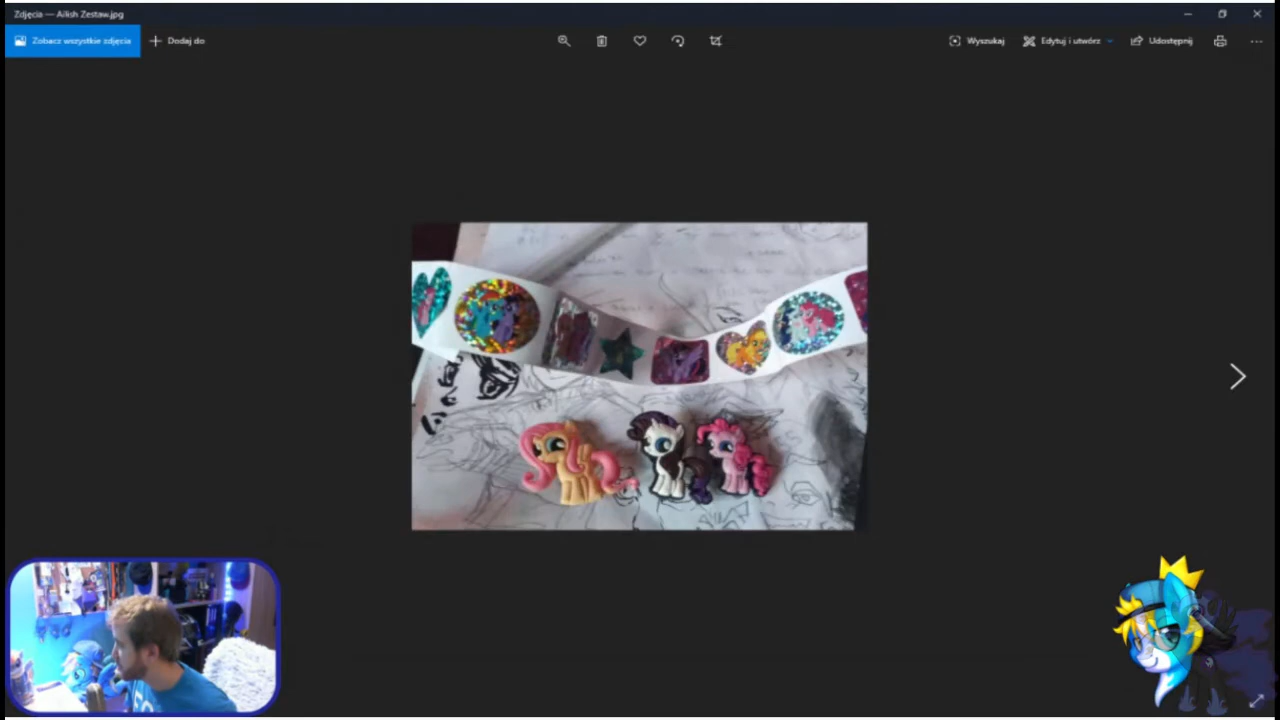 Zdjęcia — Ailish Zestaw.jpg
Zobacz wszystkie zdjęcia
Dodaj do
Wyszukaj
Edytuj i utwórz
Udostępnij